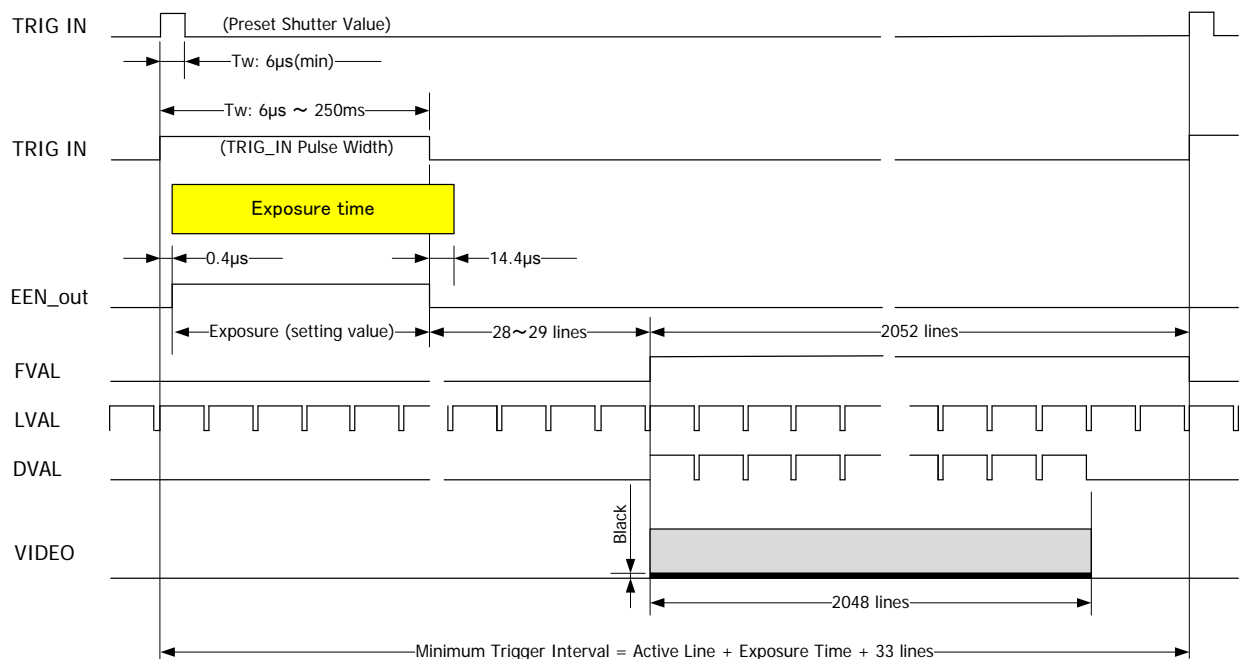 TRIG IN
(Preset Shutter Value)
Tw: 6µs(min)
Tw: 6µs ～ 250ms
TRIG IN
(TRIG_IN Pulse Width)
Exposure time
0.4µs
14.4µs
EEN_out
Exposure (setting value)
28～29 lines
2052 lines
FVAL
LVAL
DVAL
Black
VIDEO
2048 lines
Minimum Trigger Interval = Active Line + Exposure Time + 33 lines